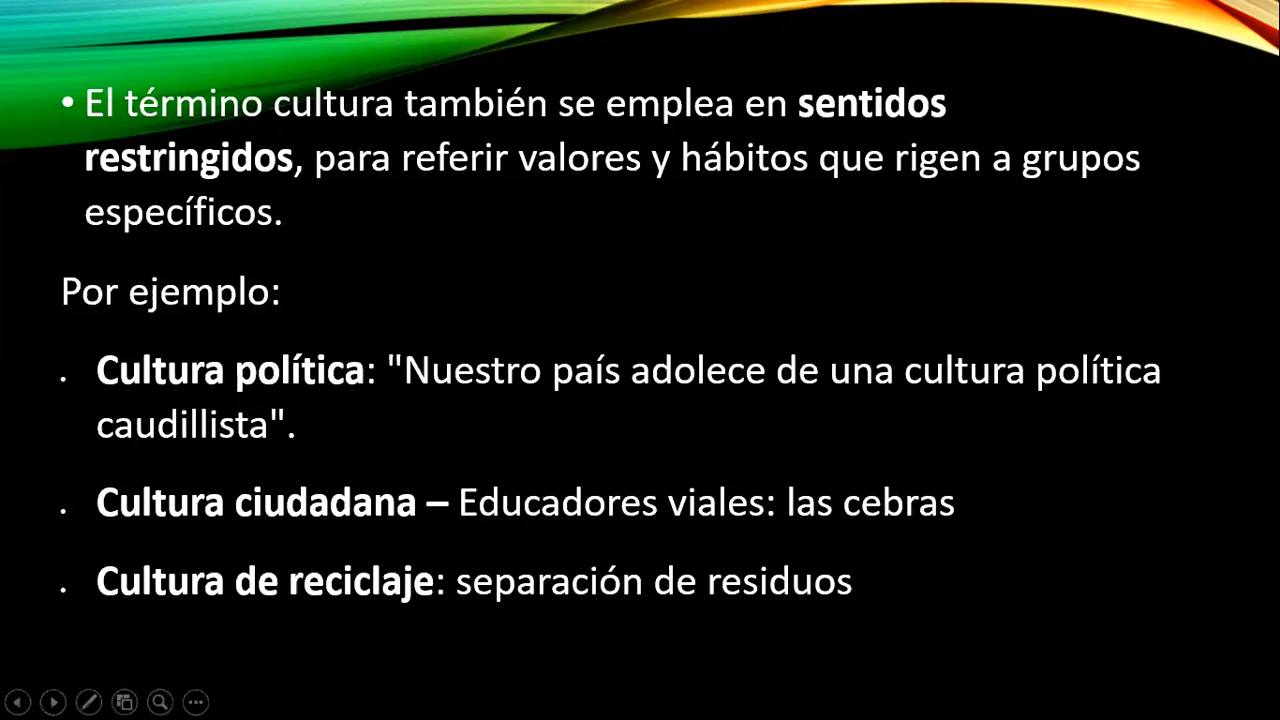 • El término cultura también se emplea en sentidos
restringidos, para referir valores y hábitos que rigen a grupos
específicos.
Por ejemplo:
• Cultura política: "Nuestro país adolece de una cultura política
caudillista".
• Cultura ciudadana – Educadores viales: las cebras
• Cultura de reciclaje: separación de residuos